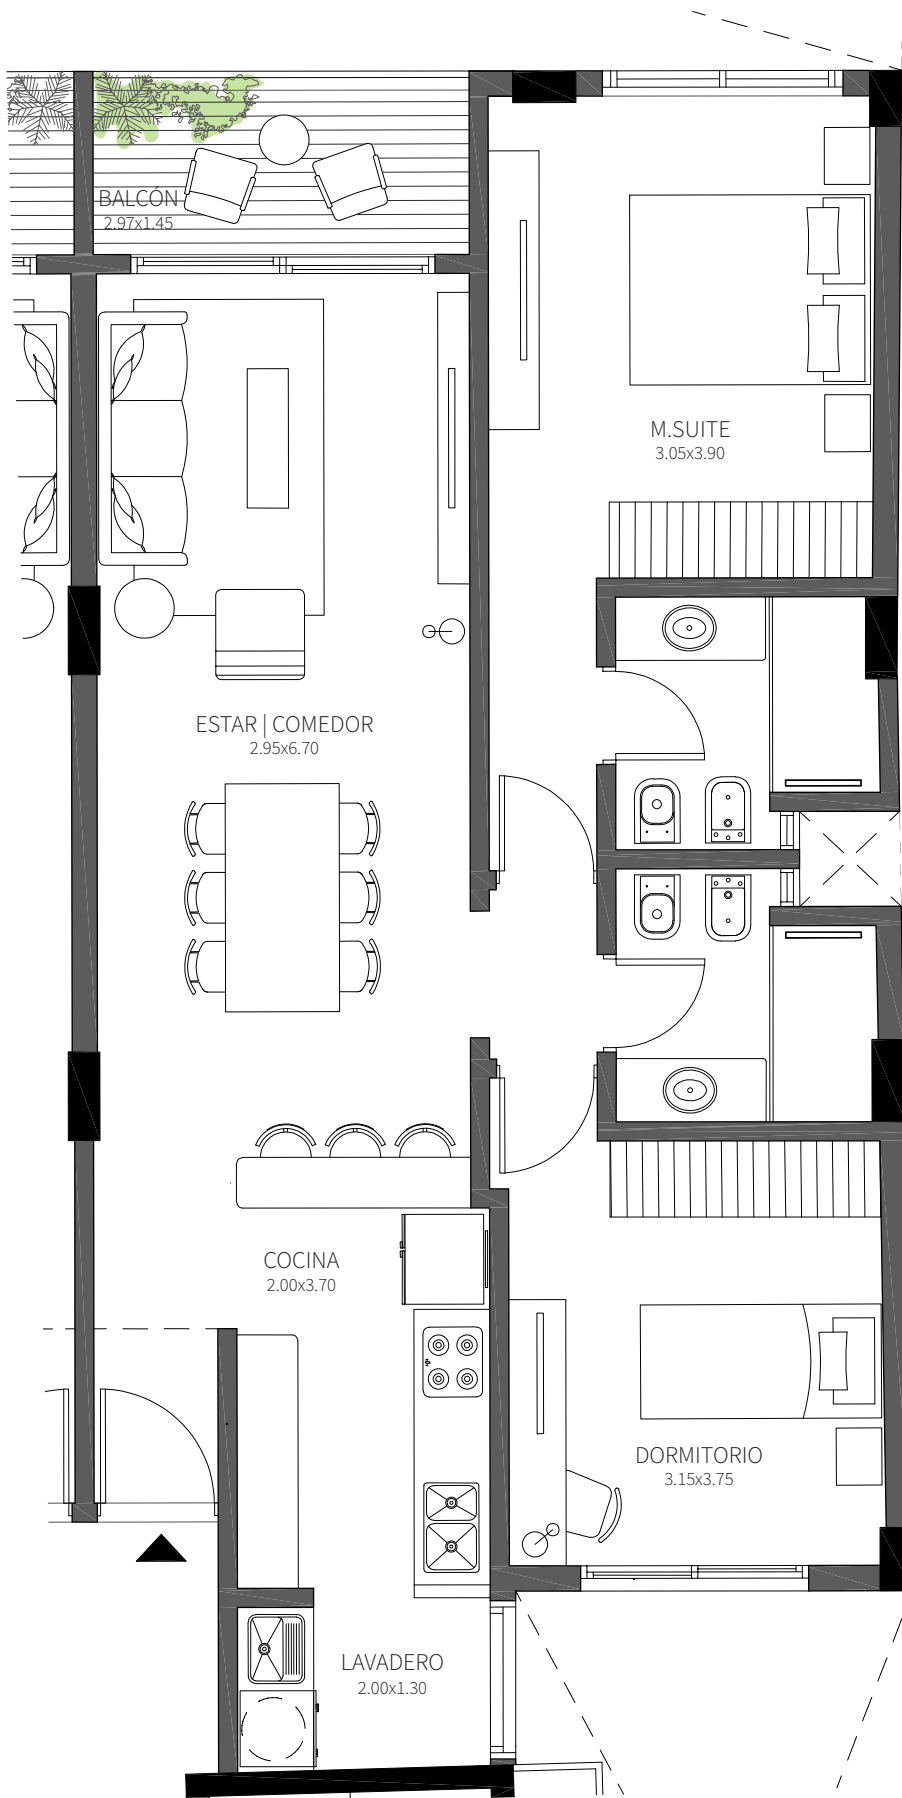 BALCÓN
2.97x1.45
M.SUITE
3.05x3.90
ESTAR | COMEDOR
2.95x6.70
COCINA
2.00x3.70
DORMITORIO
3.15x3.75
LAVADERO
2.00x1.30